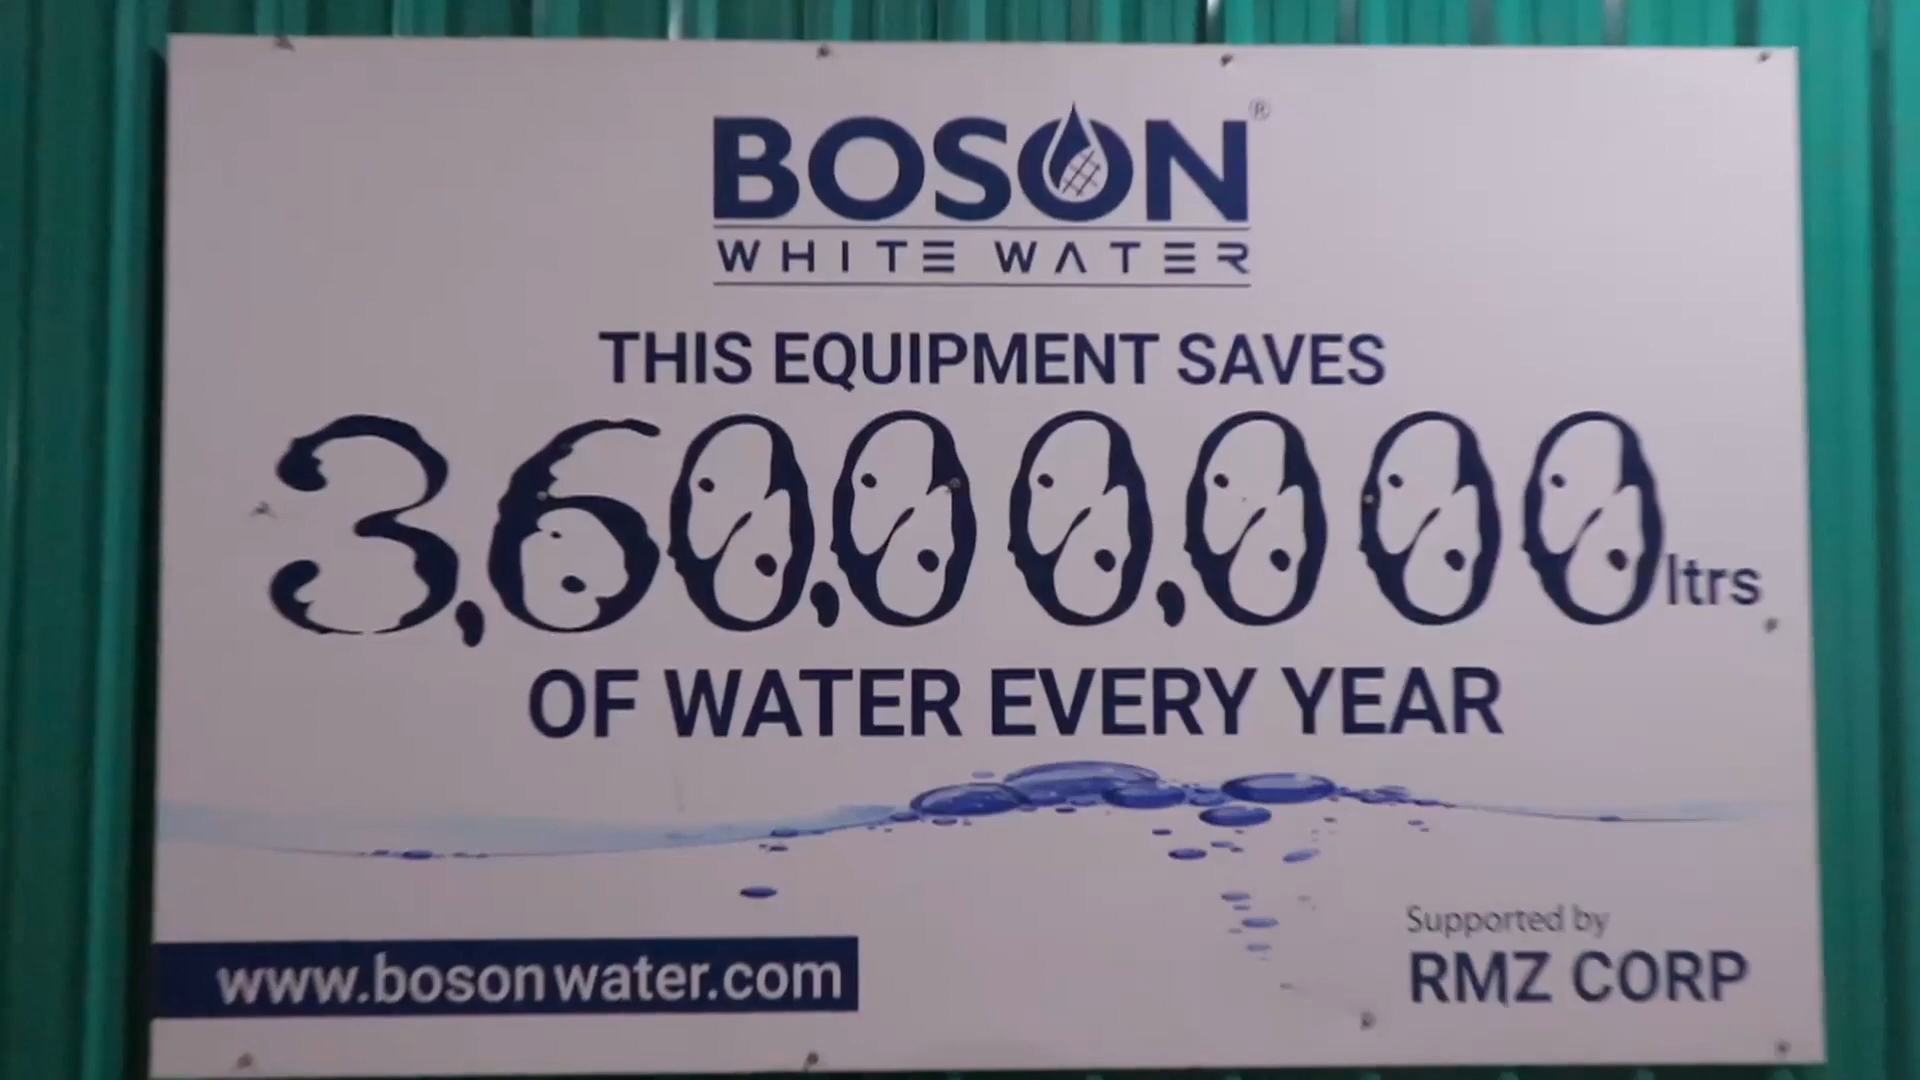 BOSON®
WHITE WATER
THIS EQUIPMENT SAVES
3,60,00,000 ltrs
OF WATER EVERY YEAR
www.bosonwater.com
Supported by
RMZ CORP